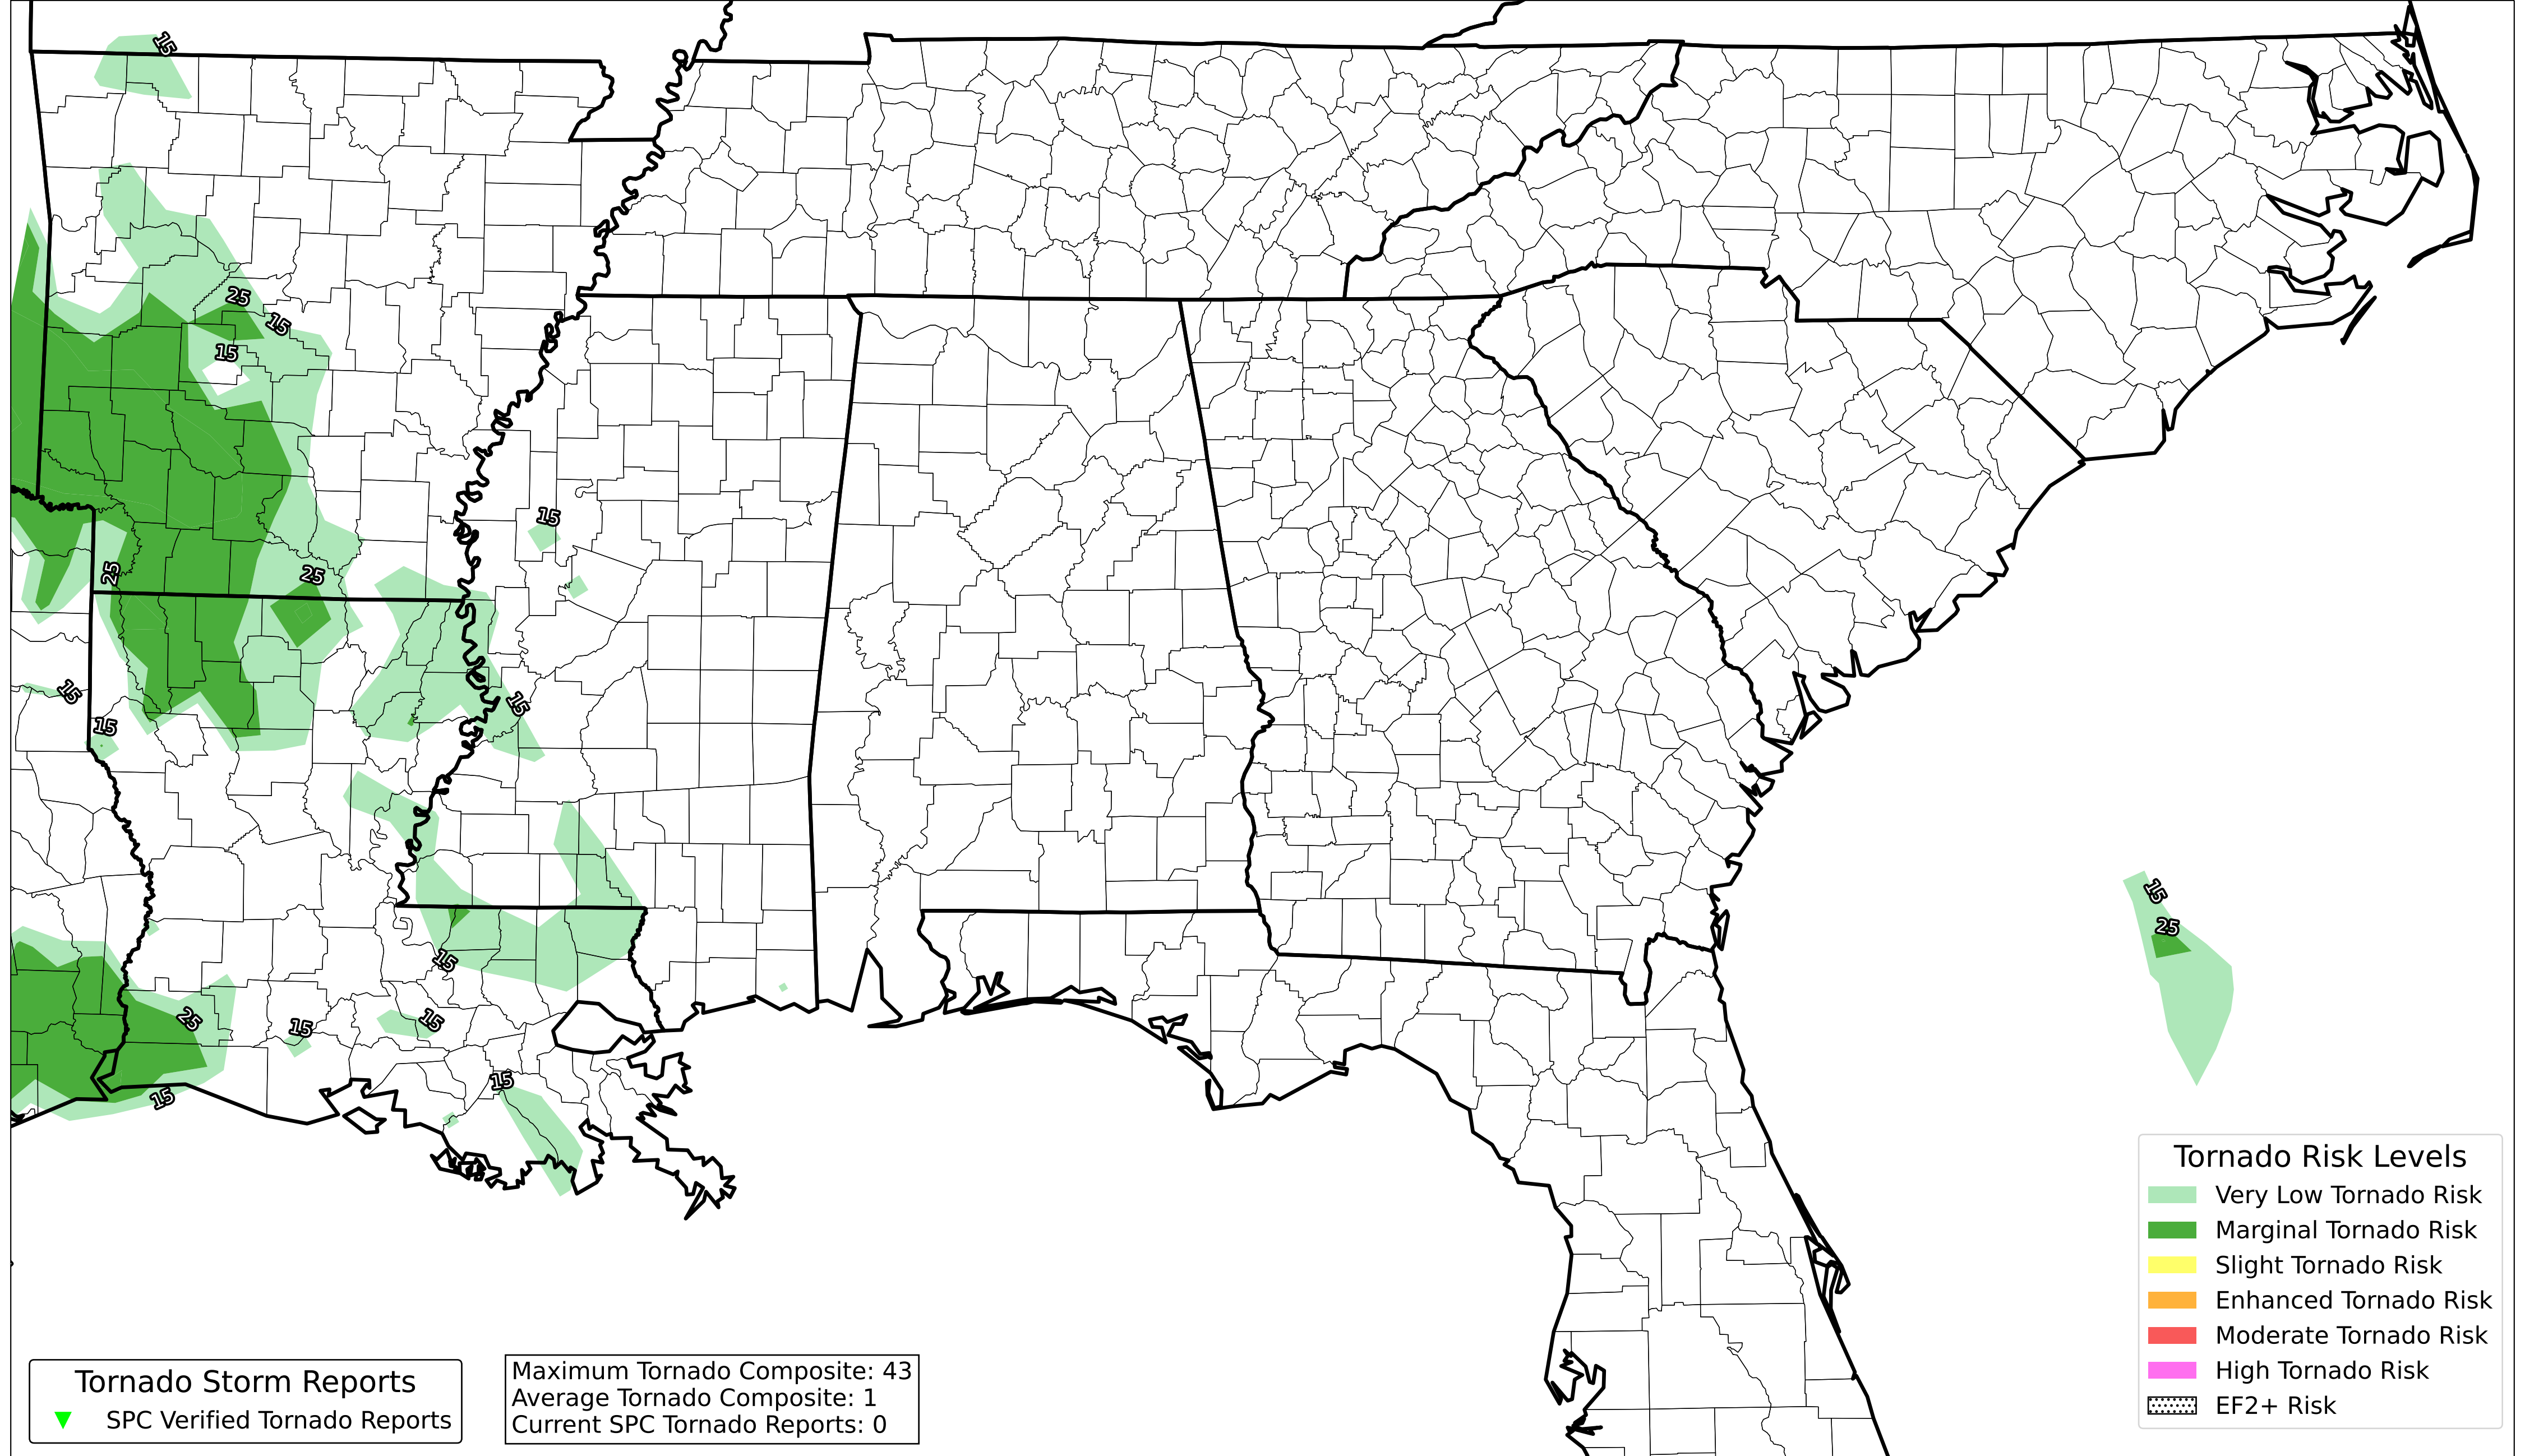 15
25
15
15
15
25
25
15
15
15
15
25
15
15
25
15
15
15
15
Tornado Risk Levels
Very Low Tornado Risk
Marginal Tornado Risk
Slight Tornado Risk
Enhanced Tornado Risk
Moderate Tornado Risk
High Tornado Risk
EF2+ Risk
Tornado Storm Reports
SPC Verified Tornado Reports
Maximum Tornado Composite: 43
Average Tornado Composite: 1
Current SPC Tornado Reports: 0